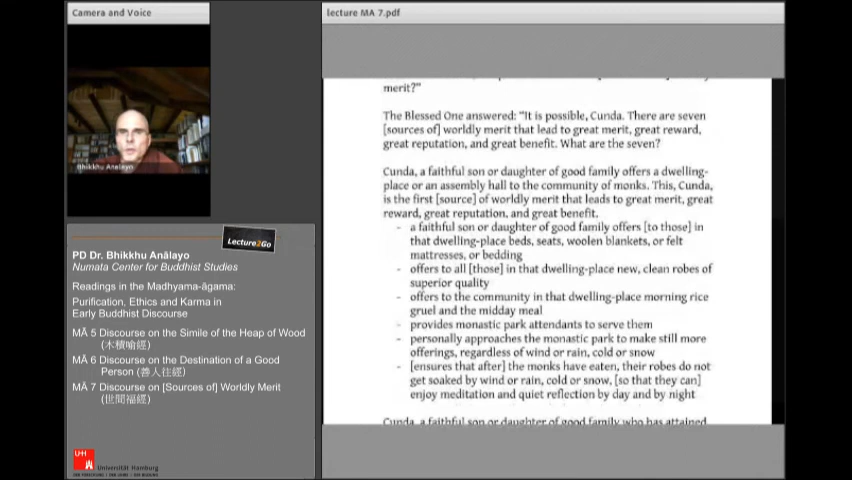 Camera and Voice
Bhikkhu Analayo
Lecture2Go
PD Dr. Bhikkhu Anālayo
Numata Center for Buddhist Studies
Readings in the Madhyama-āgama:
Purification, Ethics and Karma in
Early Buddhist Discourse
MĀ 5 Discourse on the Simile of the Heap of Wood
(木積喻經)
MĀ 6 Discourse on the Destination of a Good
Person (善人往經)
MĀ 7 Discourse on [Sources of] Worldly Merit
(世間福經)
UH
Universität Hamburg
lecture MA 7.pdf
merit?"
The Blessed One answered: "It is possible, Cunda. There are seven
[sources of] worldly merit that lead to great merit, great reward,
great reputation, and great benefit. What are the seven?
Cunda, a faithful son or daughter of good family offers a dwelling-
place or an assembly hall to the community of monks. This, Cunda,
is the first [source] of worldly merit that leads to great merit, great
reward, great reputation, and great benefit.
- a faithful son or daughter of good family offers [to those] in
that dwelling-place beds, seats, woolen blankets, or felt
mattresses, or bedding
- offers to all [those] in that dwelling-place new, clean robes of
superior quality
- offers to the community in that dwelling-place morning rice
gruel and the midday meal
- provides monastic park attendants to serve them
- personally approaches the monastic park to make still more
offerings, regardless of wind or rain, cold or snow
- [ensures that after] the monks have eaten, their robes do not
get soaked by wind or rain, cold or snow, [so that they can]
enjoy meditation and quiet reflection by day and by night
Cunda, a faithful son or daughter of good family who has attained